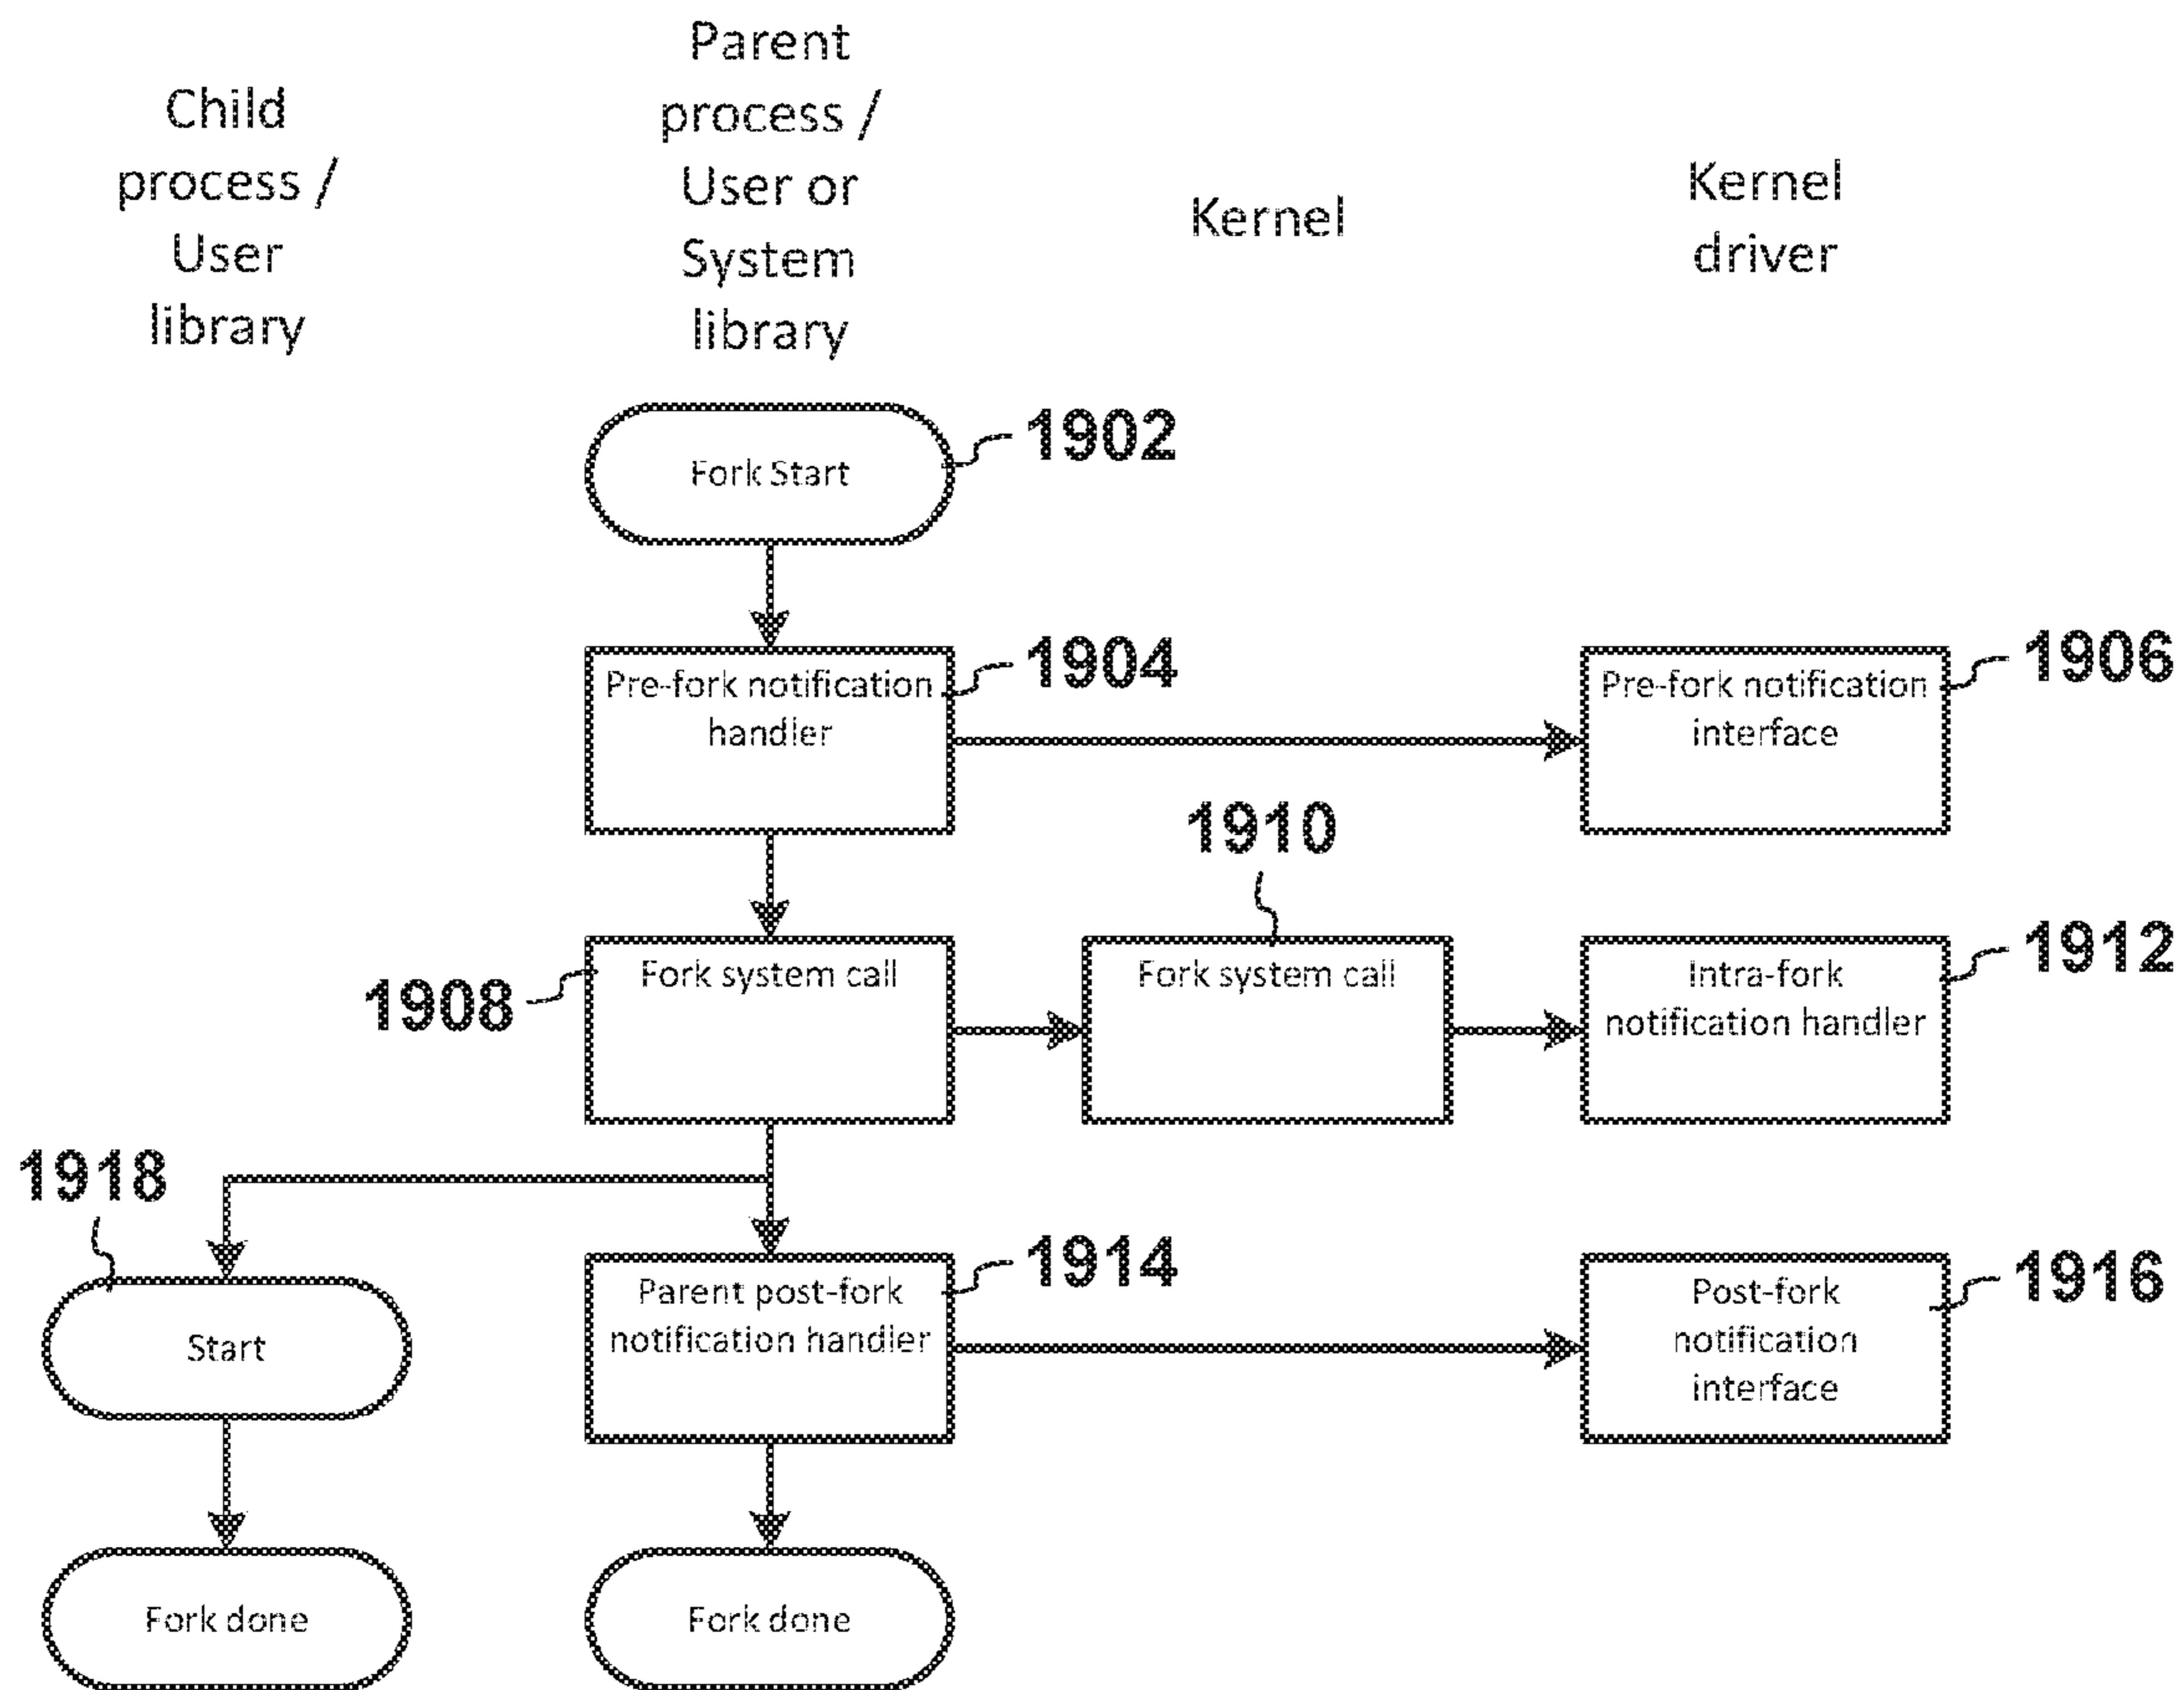 Child
process /
User
library
Parent
process /
User or
System
library
Kernel
Kernel
driver
Fork Start
1902
Pre-fork notification
handler
1904
Pre-fork notification
interface
1906
1908
Fork system call
1910
Fork system call
Intra-fork
notification handler
1912
1918
Start
Parent post-fork
notification handler
1914
Post-fork
notification
interface
1916
Fork done
Fork done